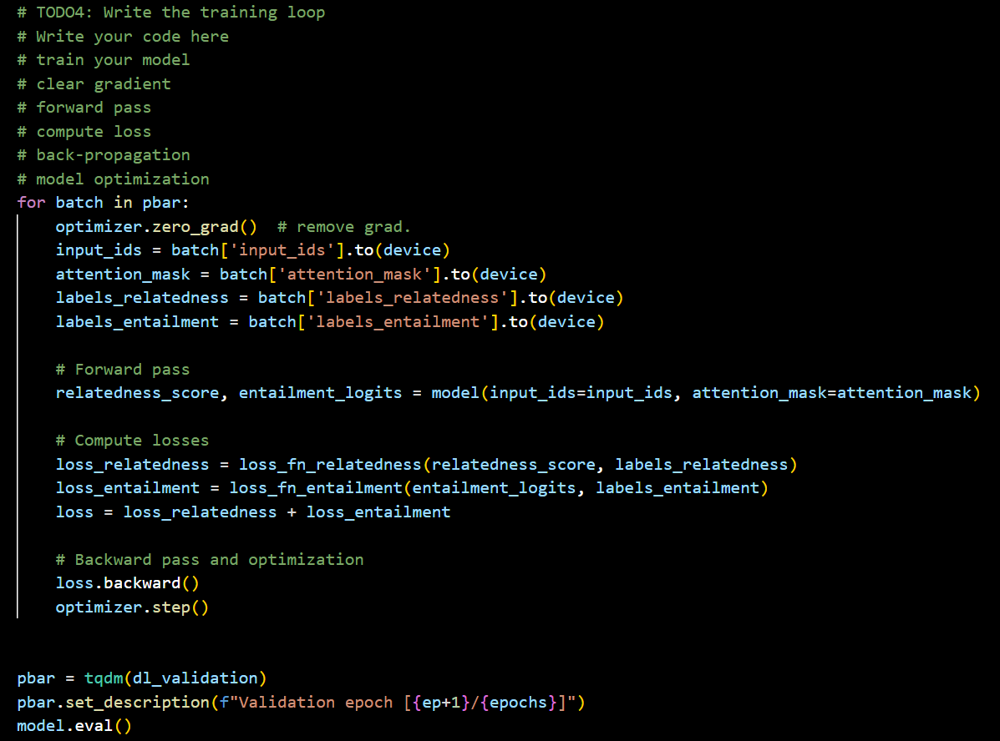 # TODO4: Write the training loop
# Write your code here
# train your model
# clear gradient
# forward pass
# compute loss
# back-propagation
# model optimization
for batch in pbar:
    optimizer.zero_grad()  # remove grad.
    input_ids = batch['input_ids'].to(device)
    attention_mask = batch['attention_mask'].to(device)
    labels_relatedness = batch['labels_relatedness'].to(device)
    labels_entailment = batch['labels_entailment'].to(device)

    # Forward pass
    relatedness_score, entailment_logits = model(input_ids=input_ids, attention_mask=attention_mask)

    # Compute losses
    loss_relatedness = loss_fn_relatedness(relatedness_score, labels_relatedness)
    loss_entailment = loss_fn_entailment(entailment_logits, labels_entailment)
    loss = loss_relatedness + loss_entailment

    # Backward pass and optimization
    loss.backward()
    optimizer.step()


pbar = tqdm(dl_validation)
pbar.set_description(f"Validation epoch [{ep+1}/{epochs}]")
model.eval()